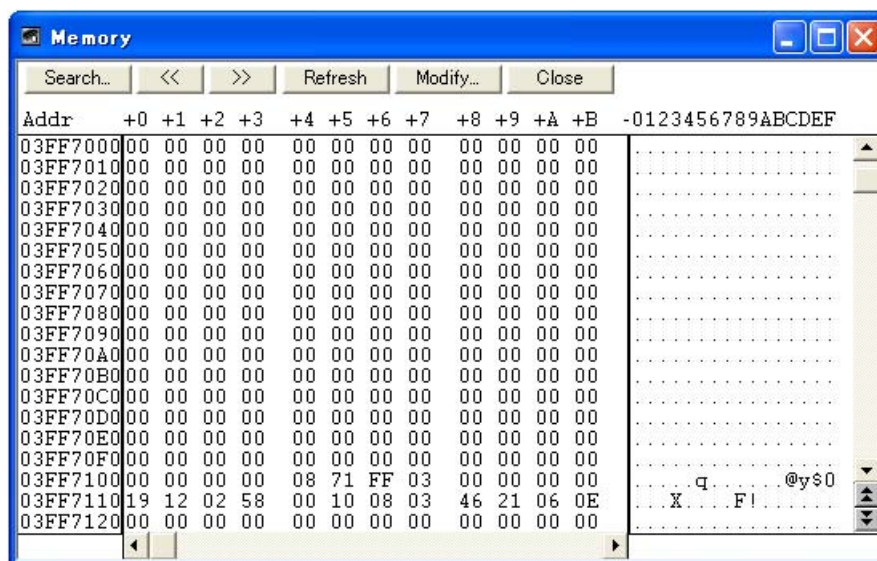 Memory
Search... << >> Refresh Modify... Close
Addr +0 +1 +2 +3 +4 +5 +6 +7 +8 +9 +A +B -0123456789ABCDEF
03FF7000 00 00 00 00 00 00 00 00 00 00 00 00 ................
03FF7010 00 00 00 00 00 00 00 00 00 00 00 00 ................
03FF7020 00 00 00 00 00 00 00 00 00 00 00 00 ................
03FF7030 00 00 00 00 00 00 00 00 00 00 00 00 ................
03FF7040 00 00 00 00 00 00 00 00 00 00 00 00 ................
03FF7050 00 00 00 00 00 00 00 00 00 00 00 00 ................
03FF7060 00 00 00 00 00 00 00 00 00 00 00 00 ................
03FF7070 00 00 00 00 00 00 00 00 00 00 00 00 ................
03FF7080 00 00 00 00 00 00 00 00 00 00 00 00 ................
03FF7090 00 00 00 00 00 00 00 00 00 00 00 00 ................
03FF70A0 00 00 00 00 00 00 00 00 00 00 00 00 ................
03FF70B0 00 00 00 00 00 00 00 00 00 00 00 00 ................
03FF70C0 00 00 00 00 00 00 00 00 00 00 00 00 ................
03FF70D0 00 00 00 00 00 00 00 00 00 00 00 00 ................
03FF70E0 00 00 00 00 00 00 00 00 00 00 00 00 ................
03FF70F0 00 00 00 00 00 00 00 00 00 00 00 00 ................
03FF7100 00 00 00 00 08 71 FF 03 00 00 00 00 .....q......@y$0
03FF7110 19 12 02 58 00 10 08 03 46 21 06 0E ...X....F!......
03FF7120 00 00 00 00 00 00 00 00 00 00 00 00 ................